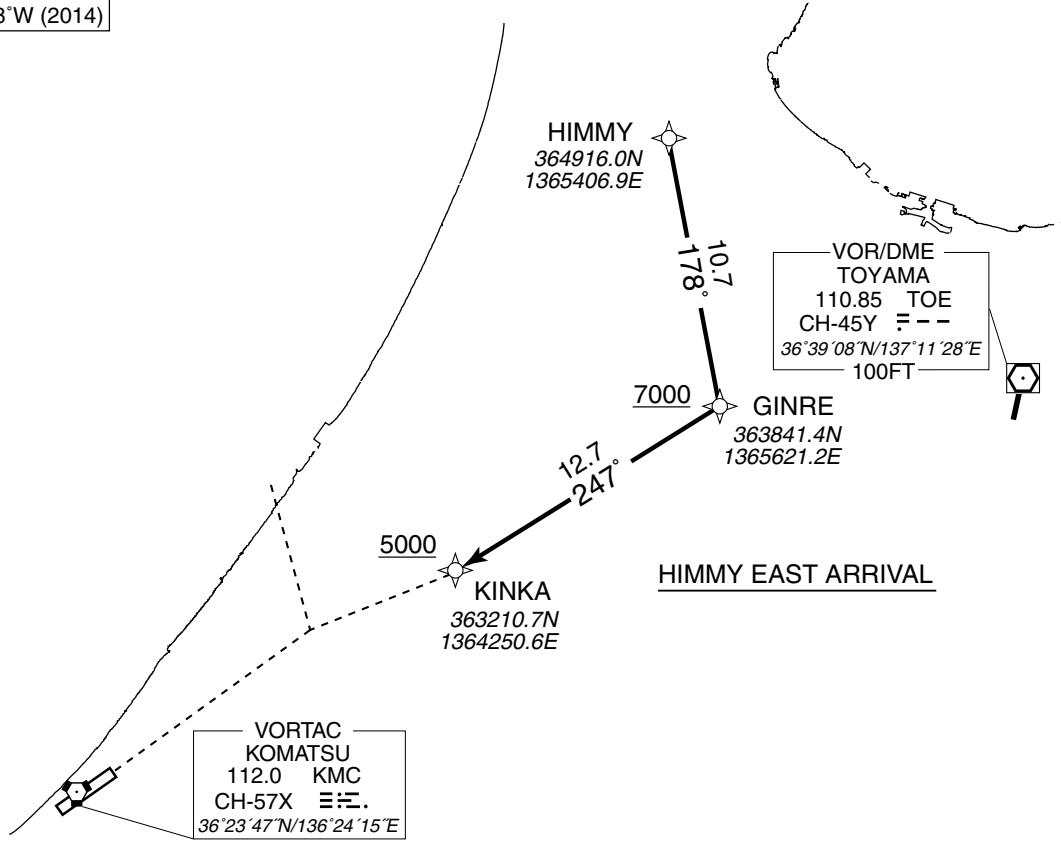 8°W (2014)
HIMMY
364916.0N
1365406.9E
10.7
178°
VOR/DME
TOYAMA
110.85 TOE
CH-45Y
36°39´08˝N/137°11´28˝E
100FT
7000
GINRE
363841.4N
1365621.2E
12.7
247°
5000
KINKA
363210.7N
1364250.6E
HIMMY EAST ARRIVAL
VORTAC
KOMATSU
112.0 KMC
CH-57X
36°23´47˝N/136°24´15˝E